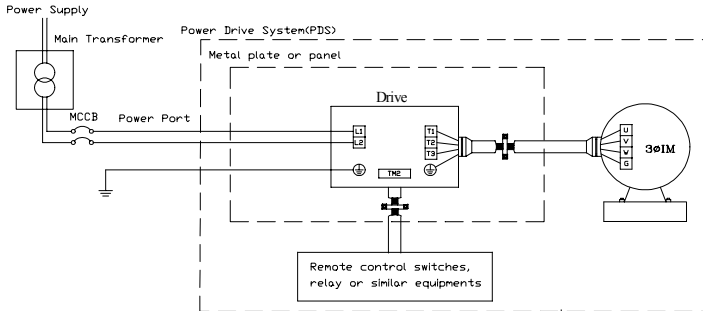 Power Supply
Main Transformer
Power Drive System(PDS)
Metal plate or panel
MCCB
Power Port
Drive
L1
L2
T1
T2
T3
TM2
U
V
W
G
3øIM
Remote control switches,
relay or similar equipments